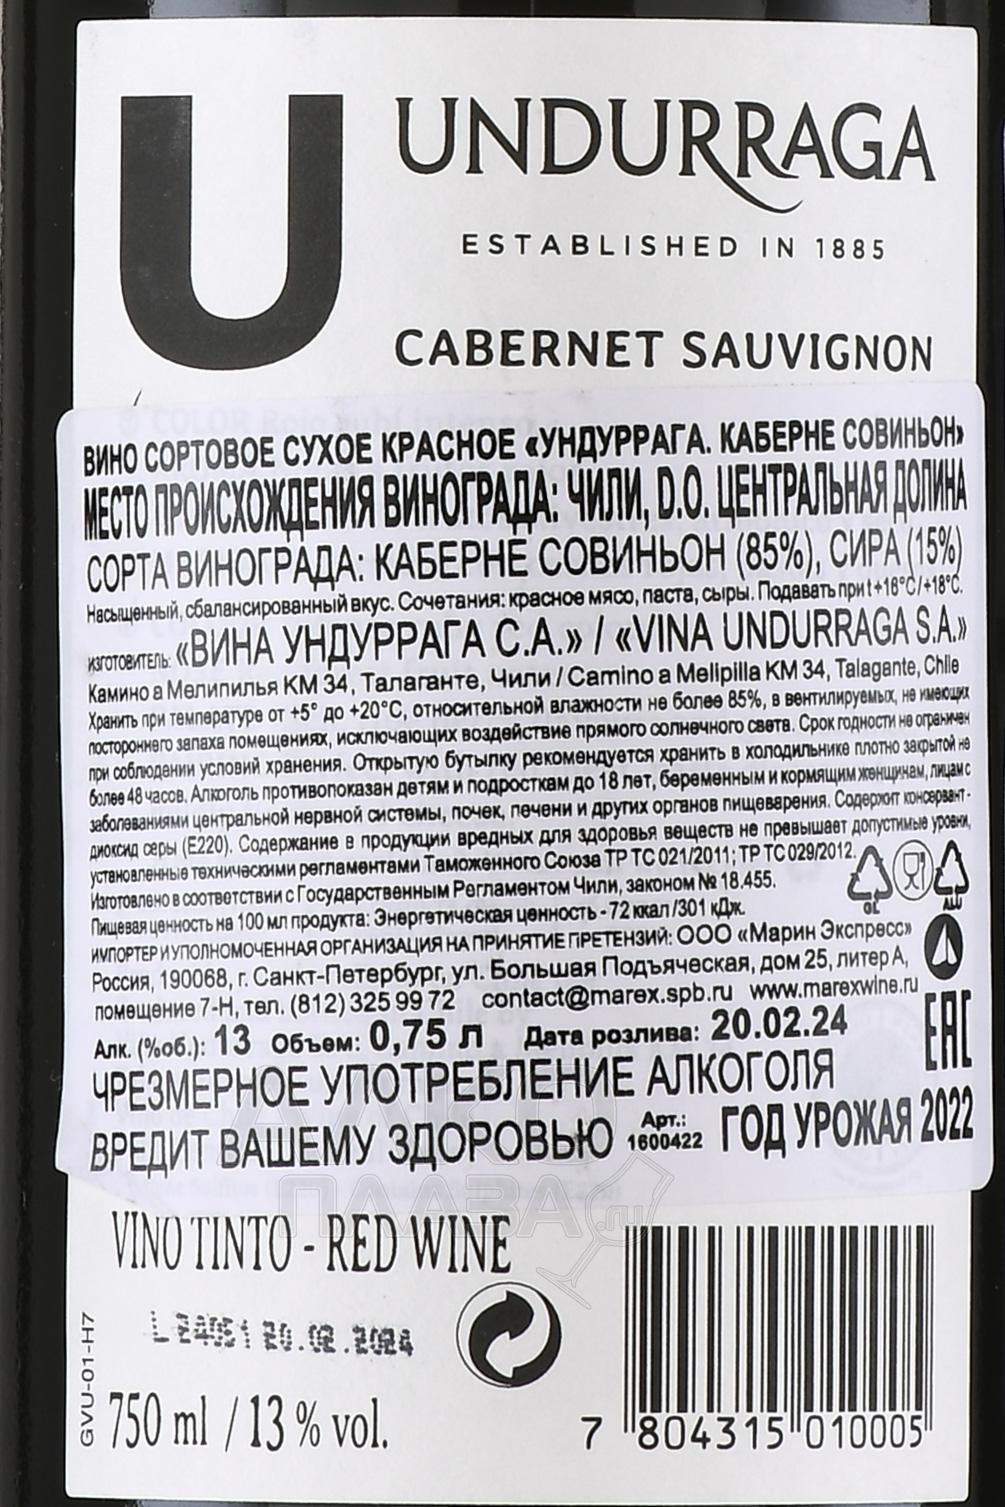 U UNDURRAGA
ESTABLISHED IN 1885
CABERNET SAUVIGNON
ВИНО СОРТОВОЕ СУХОЕ КРАСНОЕ «УНДУРРАГА. КАБЕРНЕ СОВИНЬОН»
МЕСТО ПРОИСХОЖДЕНИЯ ВИНОГРАДА: ЧИЛИ, D.O. ЦЕНТРАЛЬНАЯ ДОЛИНА
СОРТА ВИНОГРАДА: КАБЕРНЕ СОВИНЬОН (85%), СИРА (15%)
Насыщенный, сбалансированный вкус. Сочетания: красное мясо, паста, сыры. Подавать при t +16°C/+18°C.
ИЗГОТОВИТЕЛЬ: «ВИНА УНДУРРАГА С.А.» / «VINA UNDURRAGA S.A.»
Камино а Мелипилья КМ 34, Талаганте, Чили / Camino a Melipilla KM 34, Talagante, Chile
Хранить при температуре от +5° до +20°C, относительной влажности не более 85%, в вентилируемых, не имеющих
постороннего запаха помещениях, исключающих воздействие прямого солнечного света. Срок годности не ограничен
при соблюдении условий хранения. Открытую бутылку рекомендуется хранить в холодильнике плотно закрытой не
более 48 часов. Алкоголь противопоказан детям и подросткам до 18 лет, беременным и кормящим женщинам, лицам с
заболеваниями центральной нервной системы, почек, печени и других органов пищеварения. Содержит консервант-
диоксид серы (E220). Содержание в продукции вредных для здоровья веществ не превышает допустимые уровни,
установленные техническими регламентами Таможенного Союза ТР ТС 021/2011; ТР ТС 029/2012.
Изготовлено в соответствии с Государственным Регламентом Чили, законом № 18.455.
GL ALU
Пищевая ценность на 100 мл продукта: Энергетическая ценность - 72 ккал /301 кДж.
ИМПОРТЕР И УПОЛНОМОЧЕННАЯ ОРГАНИЗАЦИЯ НА ПРИНЯТИЕ ПРЕТЕНЗИЙ: ООО «Марин Экспресс»
Россия, 190068, г. Санкт-Петербург, ул. Большая Подъяческая, дом 25, литер А,
помещение 7-Н, тел. (812) 325 99 72 contact@marex.spb.ru www.marexwine.ru
Алк. (%об.): 13 Объем: 0,75 л Дата розлива: 20.02.24
EAC
ЧРЕЗМЕРНОЕ УПОТРЕБЛЕНИЕ АЛКОГОЛЯ
ВРЕДИТ ВАШЕМУ ЗДОРОВЬЮ Арт.: 1600422 ГОД УРОЖАЯ 2022
АЛКО
ПЛАЗА.ru
VINO TINTO - RED WINE
L 24051 20.02.2024
GVU-01-H7
750 ml / 13 % vol.
7 804315 010005